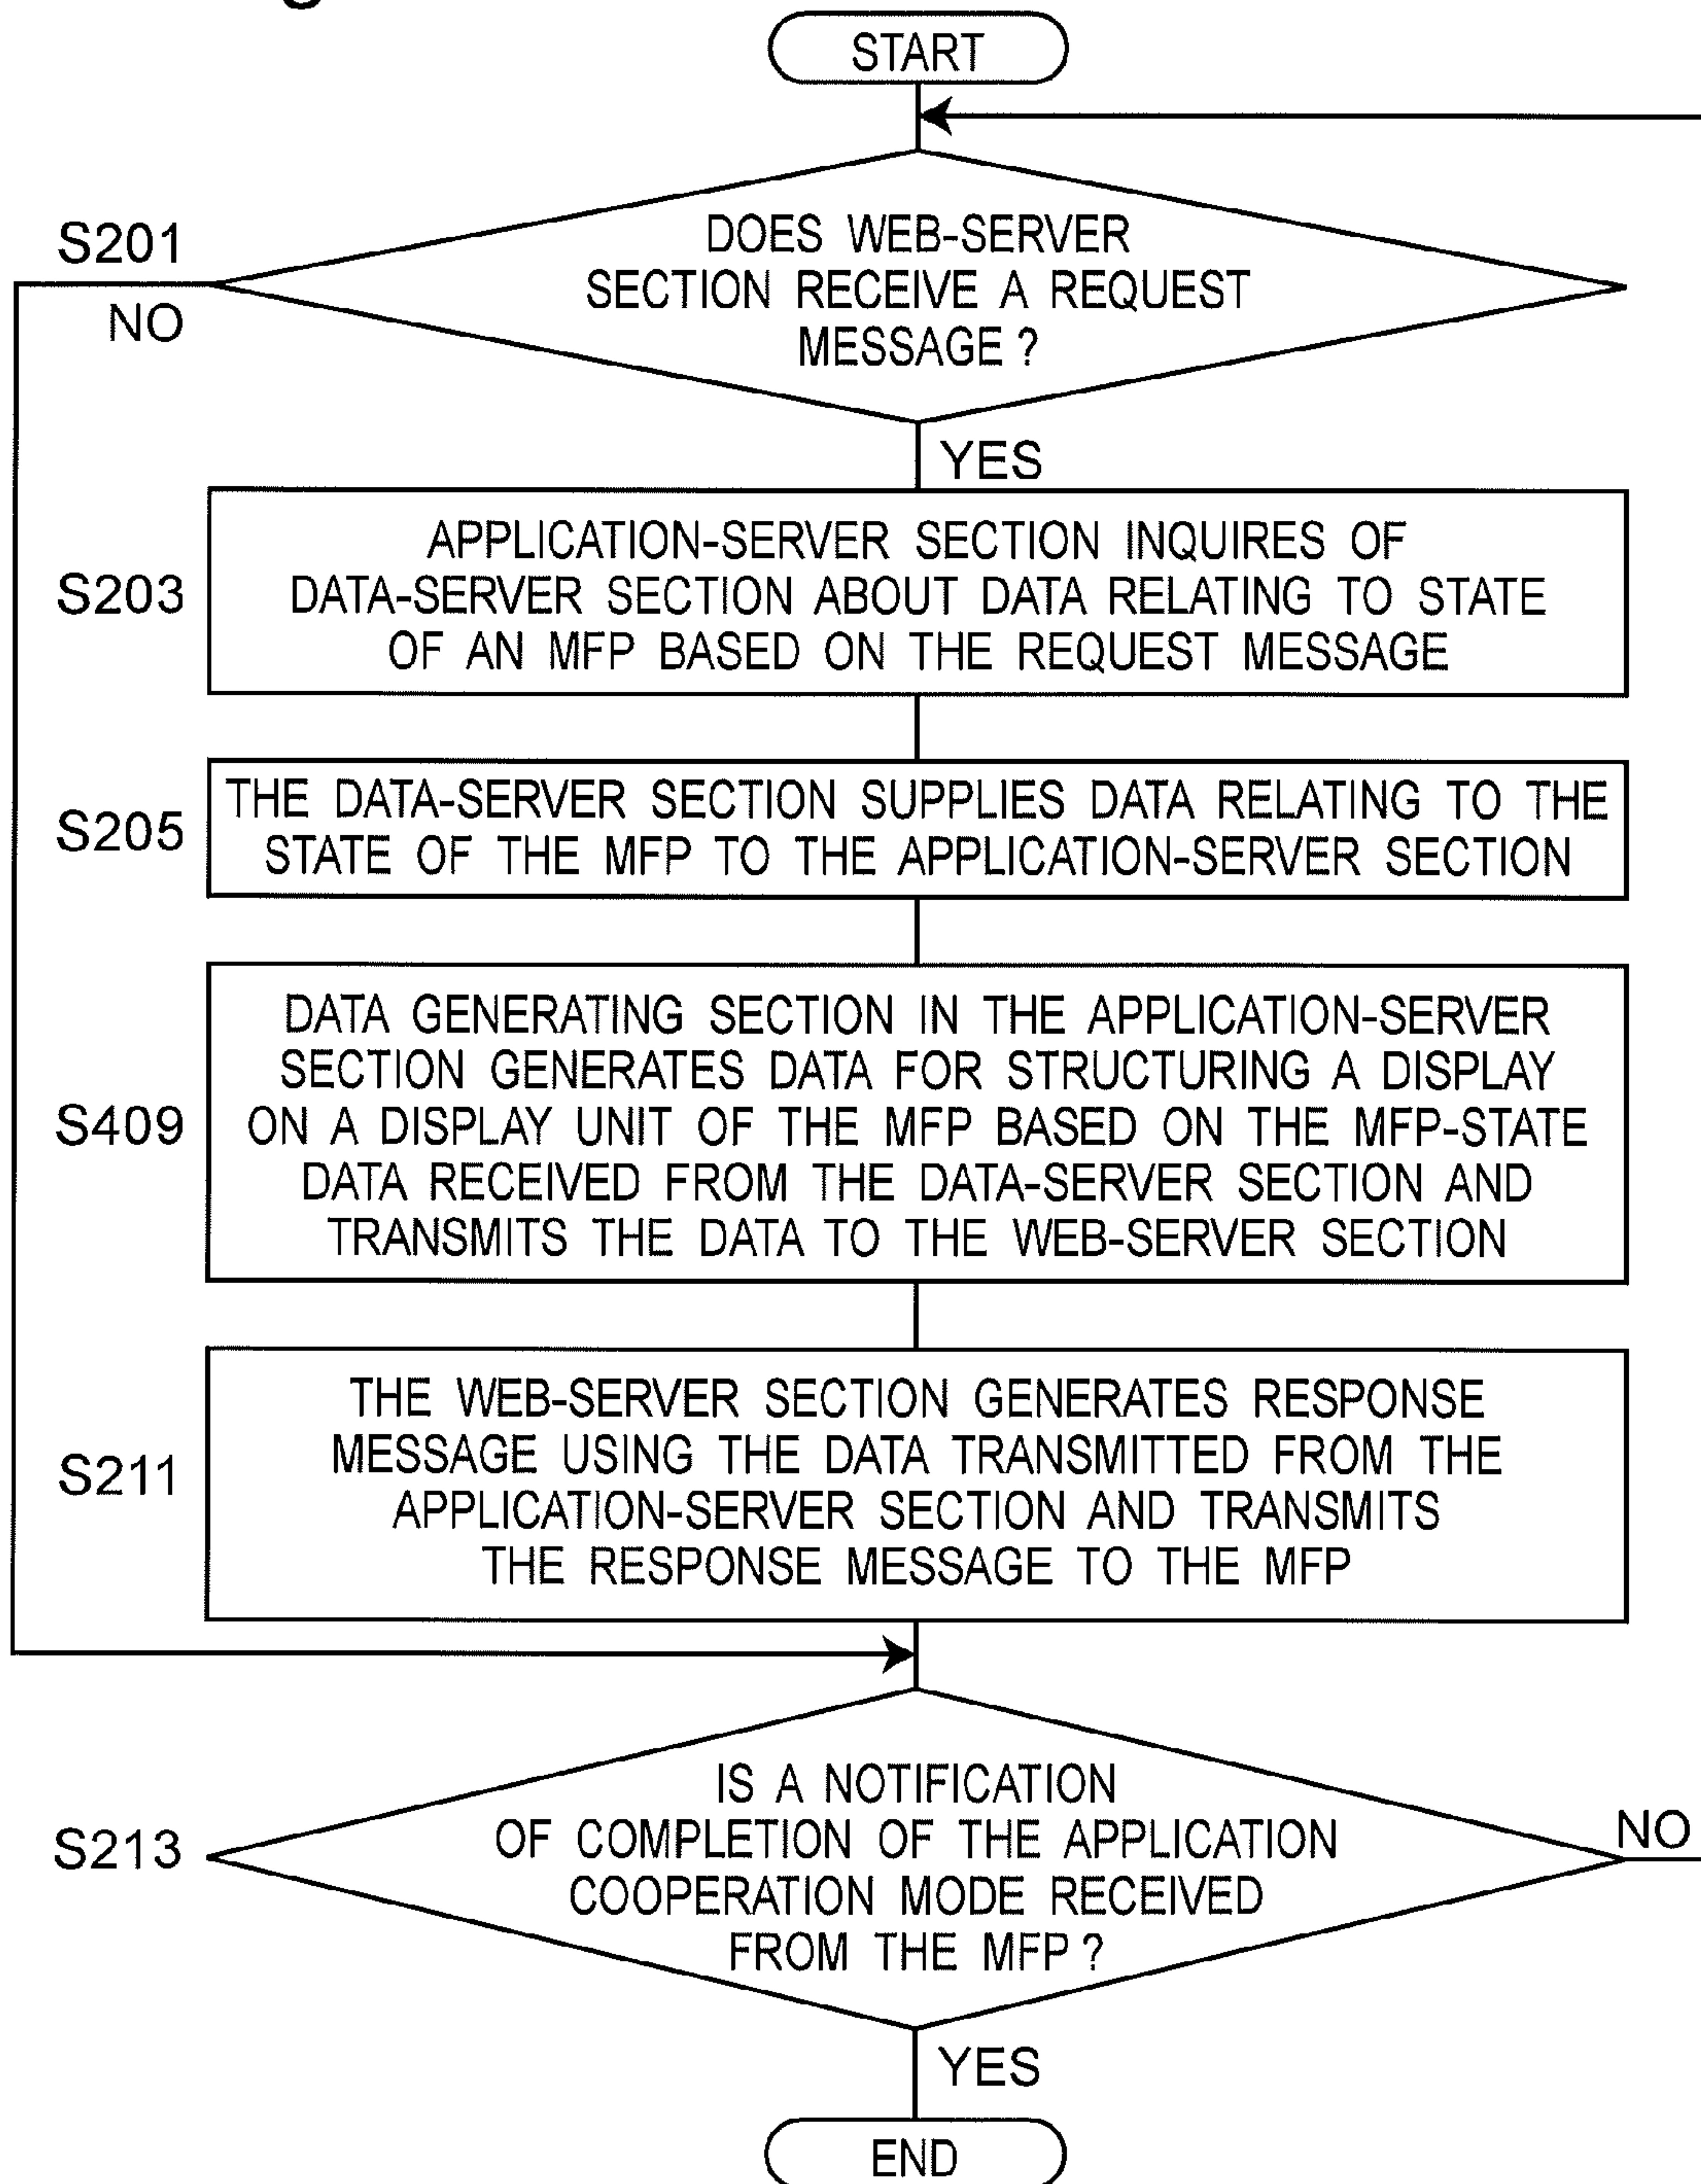 START
S201
DOES WEB-SERVER
SECTION RECEIVE A REQUEST
MESSAGE ?
NO
YES
S203
APPLICATION-SERVER SECTION INQUIRES OF
DATA-SERVER SECTION ABOUT DATA RELATING TO STATE
OF AN MFP BASED ON THE REQUEST MESSAGE
S205
THE DATA-SERVER SECTION SUPPLIES DATA RELATING TO THE
STATE OF THE MFP TO THE APPLICATION-SERVER SECTION
S409
DATA GENERATING SECTION IN THE APPLICATION-SERVER
SECTION GENERATES DATA FOR STRUCTURING A DISPLAY
ON A DISPLAY UNIT OF THE MFP BASED ON THE MFP-STATE
DATA RECEIVED FROM THE DATA-SERVER SECTION AND
TRANSMITS THE DATA TO THE WEB-SERVER SECTION
S211
THE WEB-SERVER SECTION GENERATES RESPONSE
MESSAGE USING THE DATA TRANSMITTED FROM THE
APPLICATION-SERVER SECTION AND TRANSMITS
THE RESPONSE MESSAGE TO THE MFP
S213
IS A NOTIFICATION
OF COMPLETION OF THE APPLICATION
COOPERATION MODE RECEIVED
FROM THE MFP ?
NO
YES
END